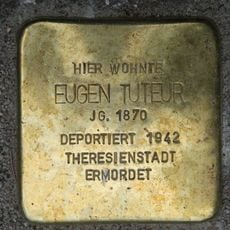 HIER WOHNTE
EUGEN TUTEUR
JG. 1870
DEPORTIERT 1942
THERESIENSTADT
ERMORDET